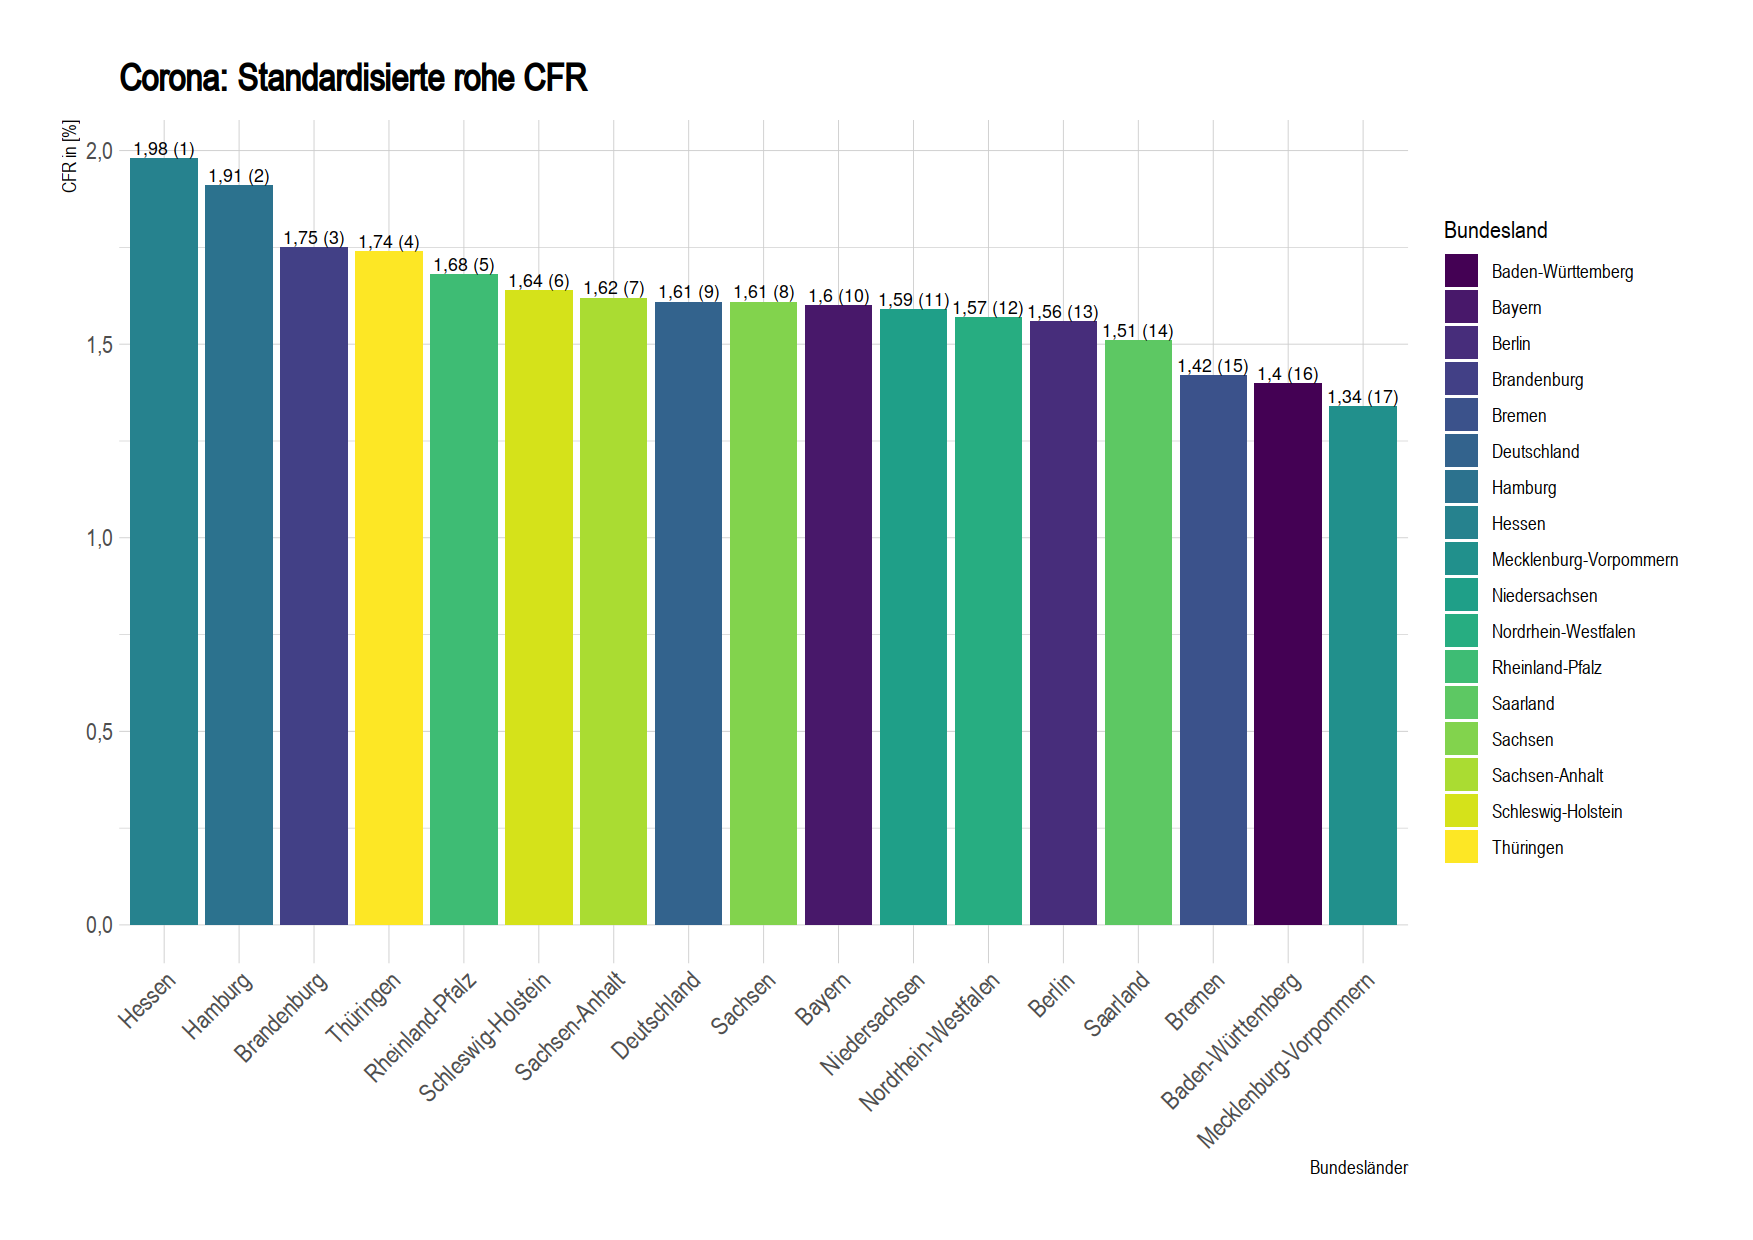 Corona: Standardisierte rohe CFR
CFR in [%]
2,0
1,5
1,0
0,5
0,0
1,98 (1)
1,91 (2)
1,75 (3)
1,74 (4)
1,68 (5)
1,64 (6)
1,62 (7)
1,61 (9)
1,61 (8)
1,6 (10)
1,59 (11)
1,57 (12)
1,56 (13)
1,51 (14)
1,42 (15)
1,4 (16)
1,34 (17)
Hessen
Hamburg
Brandenburg
Thüringen
Rheinland-Pfalz
Schleswig-Holstein
Sachsen-Anhalt
Deutschland
Sachsen
Bayern
Niedersachsen
Nordrhein-Westfalen
Berlin
Saarland
Bremen
Baden-Württemberg
Mecklenburg-Vorpommern
Bundesländer
Bundesland
Baden-Württemberg
Bayern
Berlin
Brandenburg
Bremen
Deutschland
Hamburg
Hessen
Mecklenburg-Vorpommern
Niedersachsen
Nordrhein-Westfalen
Rheinland-Pfalz
Saarland
Sachsen
Sachsen-Anhalt
Schleswig-Holstein
Thüringen